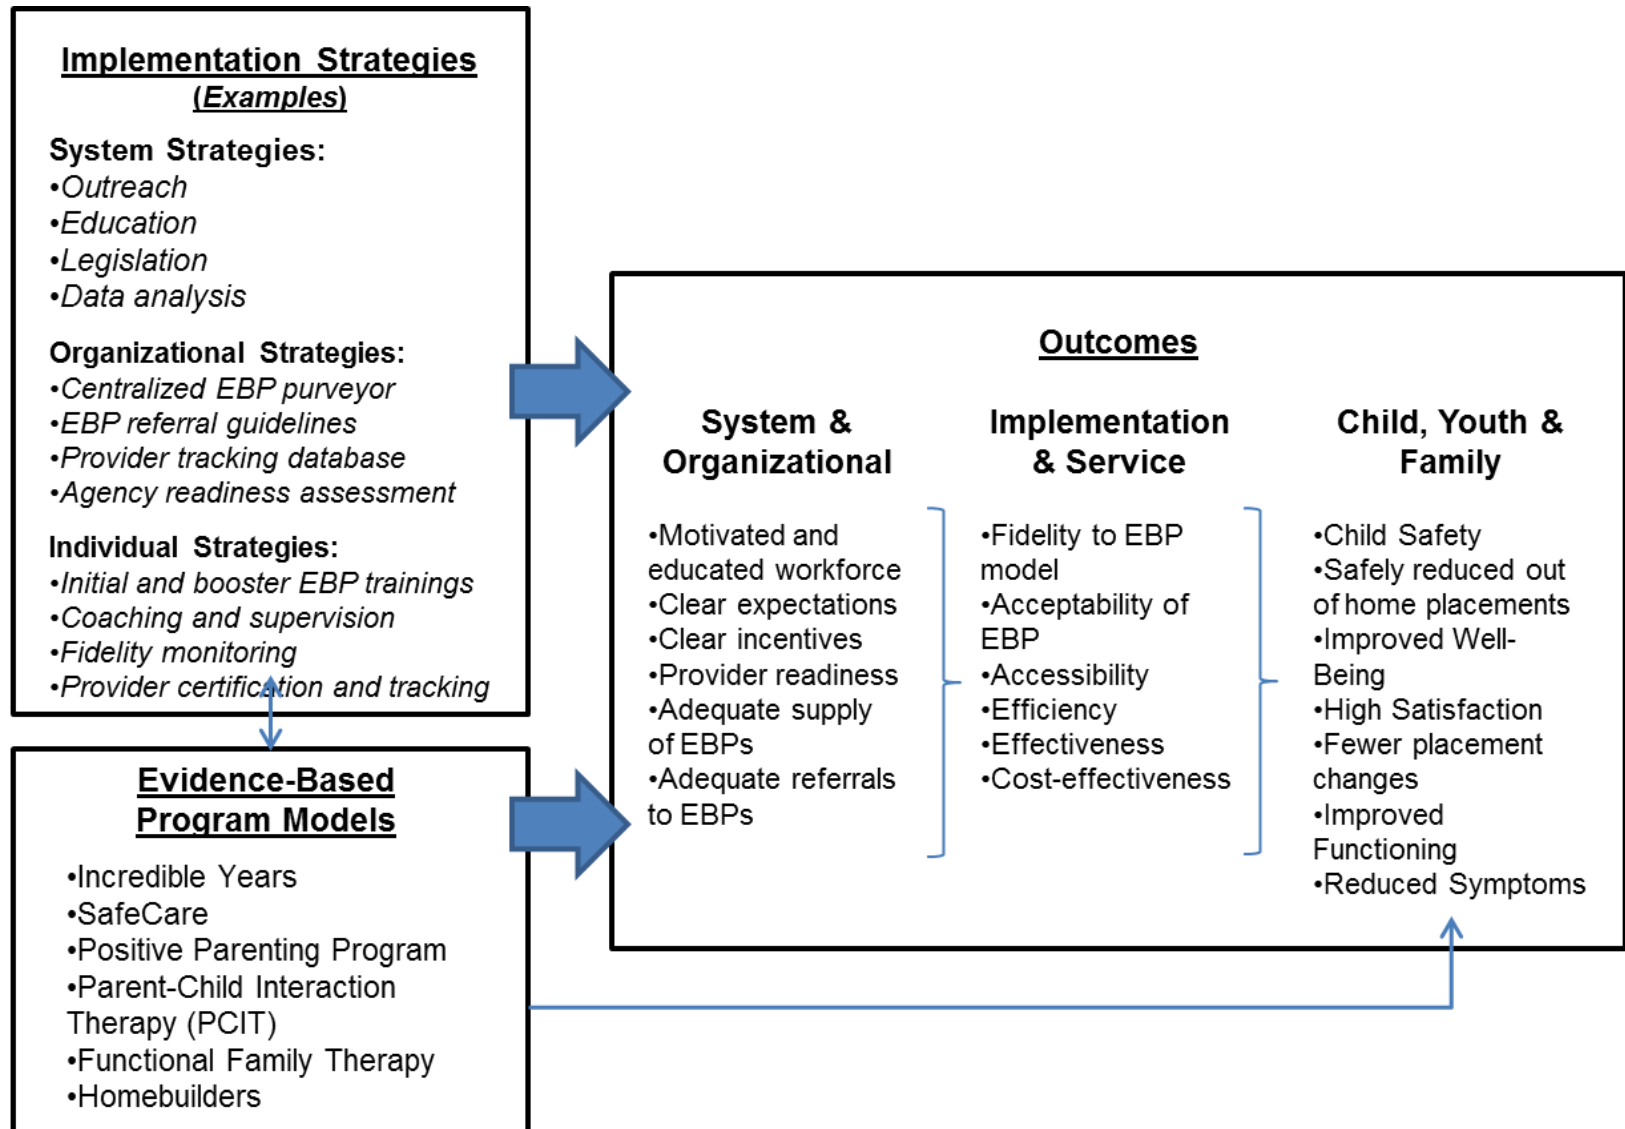 Implementation Strategies
(Examples)
System Strategies:
•Outreach
•Education
•Legislation
•Data analysis
Organizational Strategies:
•Centralized EBP purveyor
•EBP referral guidelines
•Provider tracking database
•Agency readiness assessment
Individual Strategies:
•Initial and booster EBP trainings
•Coaching and supervision
•Fidelity monitoring
•Provider certification and tracking
Evidence-Based
Program Models
•Incredible Years
•SafeCare
•Positive Parenting Program
•Parent-Child Interaction
Therapy (PCIT)
•Functional Family Therapy
•Homebuilders
Outcomes
System &
Organizational
•Motivated and
educated workforce
•Clear expectations
•Clear incentives
•Provider readiness
•Adequate supply
of EBPs
•Adequate referrals
to EBPs
Implementation
& Service
•Fidelity to EBP
model
•Acceptability of
EBP
•Accessibility
•Efficiency
•Effectiveness
•Cost-effectiveness
Child, Youth &
Family
•Child Safety
•Safely reduced out
of home placements
•Improved Well-
Being
•High Satisfaction
•Fewer placement
changes
•Improved
Functioning
•Reduced Symptoms